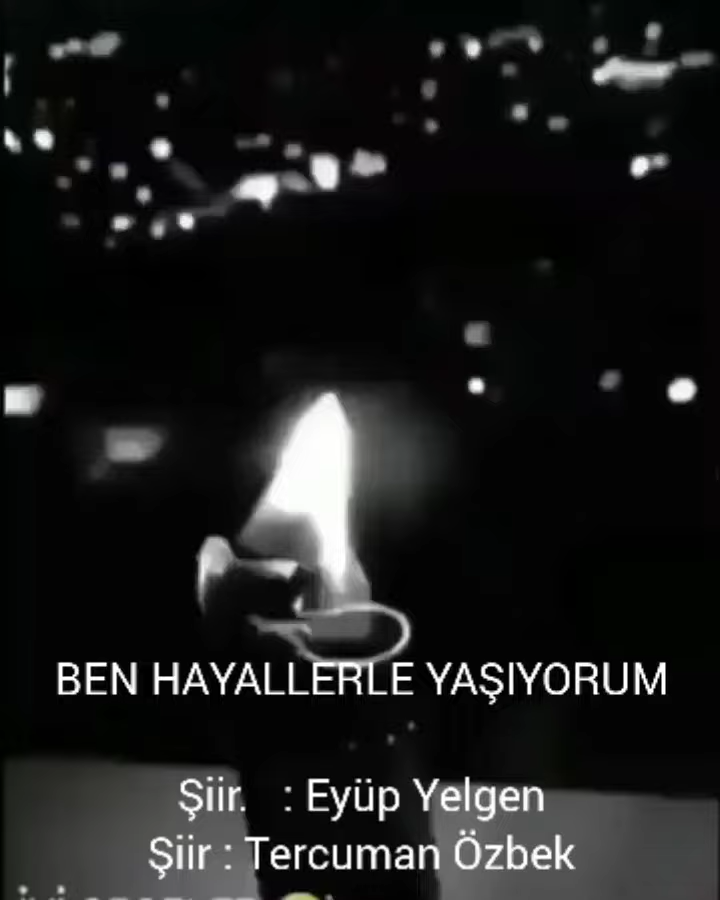 BEN HAYALLERLE YAŞIYORUM
Şiir.   : Eyüp Yelgen
Şiir : Tercuman Özbek